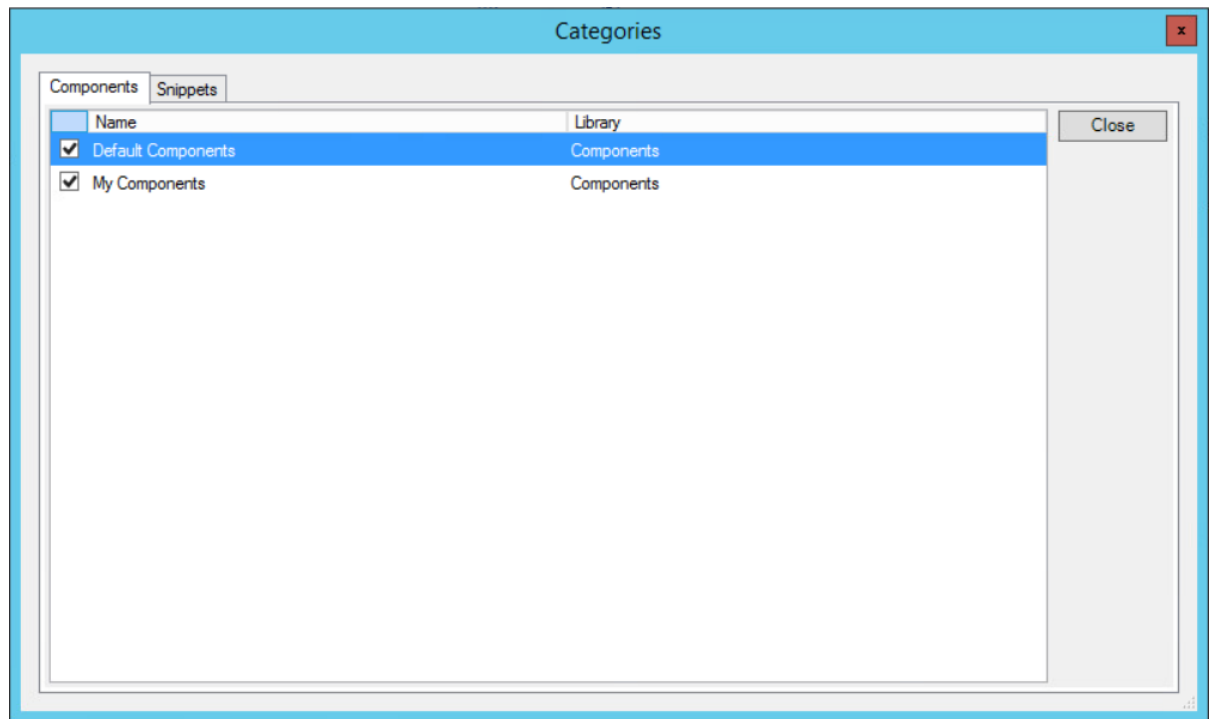 Categories
x
Components Snippets
Name Library Close
Default Components Components
My Components Components